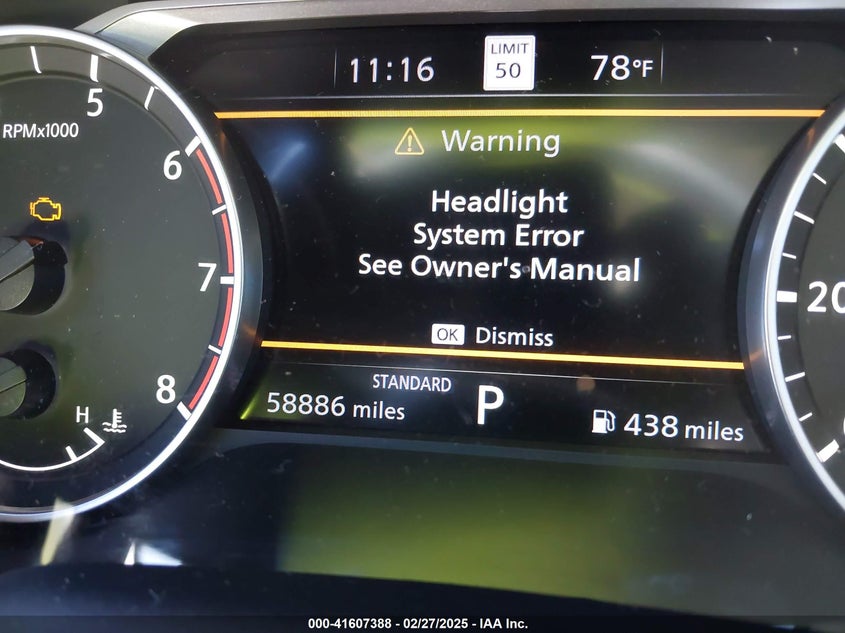 11:16
LIMIT
50
78°F
5
RPMx1000
6
7
8
H
Warning
Headlight
System Error
See Owner's Manual
OK Dismiss
STANDARD
58886 miles
P
438 miles
20
000-41607388 - 02/27/2025 - IAA Inc.